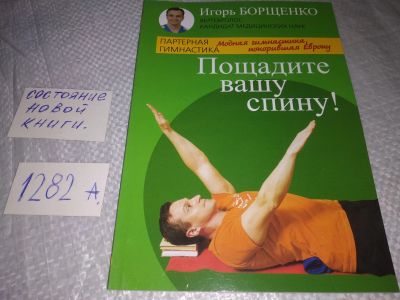 Игорь БОРЩЕНКО
ВЕРТЕБРОЛОГ,
КАНДИДАТ МЕДИЦИНСКИХ НАУК
ПАРТЕРНАЯ
ГИМНАСТИКА
Модная гимнастика,
покорившая Европу
Пощадите
вашу
спину!
состояние
новой
книги.
1282 А